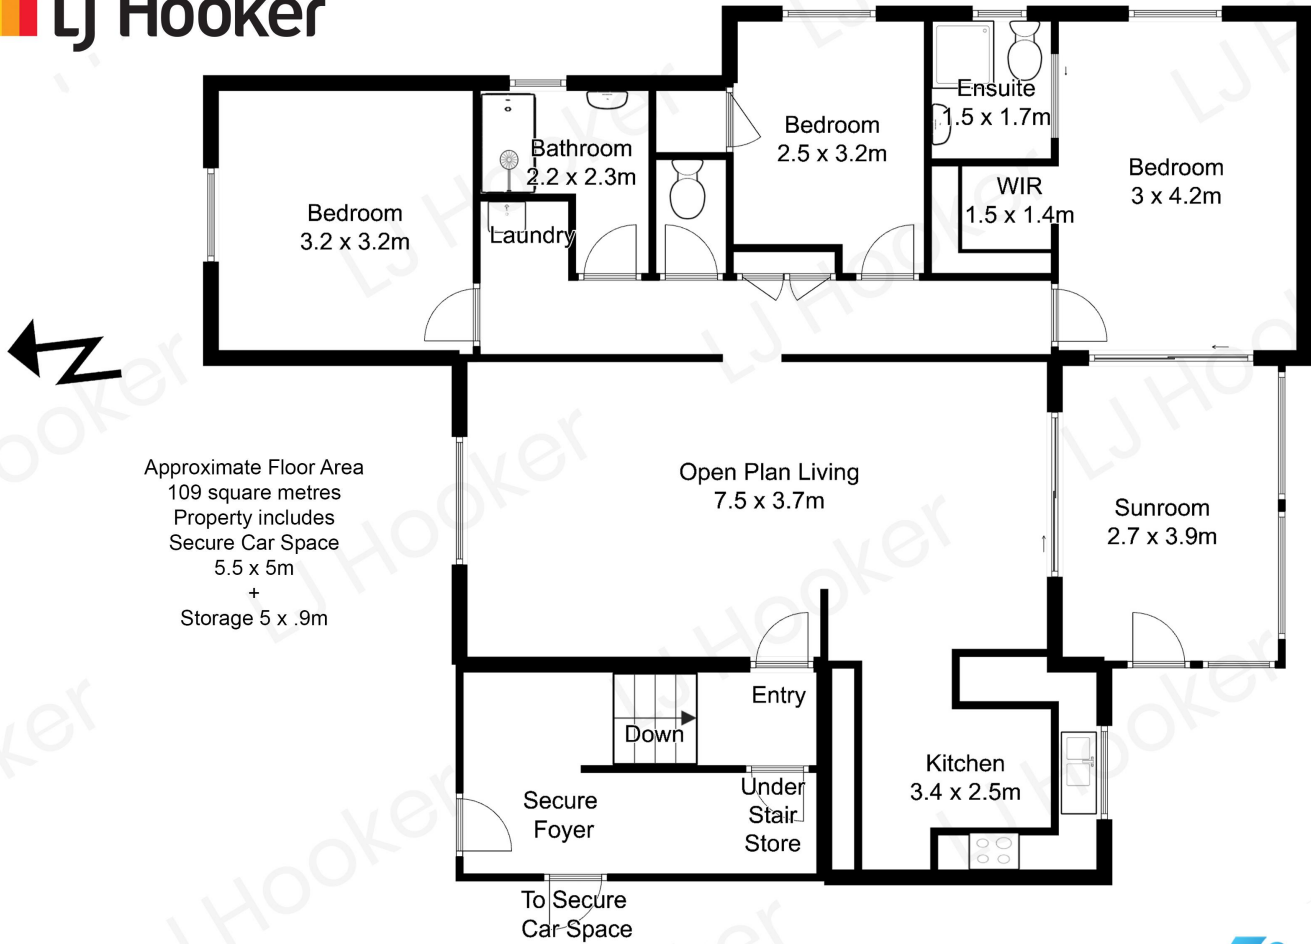 LJ Hooker
Ensuite
1.5 x 1.7m
Bedroom
2.5 x 3.2m
Bathroom
2.2 x 2.3m
Bedroom
3 x 4.2m
WIR
1.5 x 1.4m
Bedroom
3.2 x 3.2m
Laundry
Approximate Floor Area
109 square metres
Property includes
Secure Car Space
5.5 x 5m
+
Storage 5 x .9m
Open Plan Living
7.5 x 3.7m
Sunroom
2.7 x 3.9m
Entry
Down
Kitchen
3.4 x 2.5m
Secure
Foyer
Under
Stair
Store
To Secure
Car Space